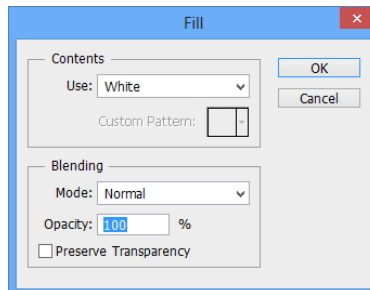 Fill
Contents
Use: White
Custom Pattern:
OK
Cancel
Blending
Mode: Normal
Opacity: 100 %
Preserve Transparency